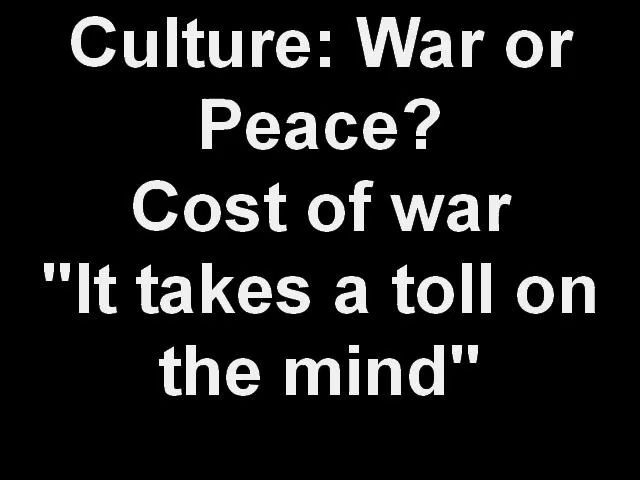 Culture: War or
Peace?
Cost of war
"It takes a toll on
the mind"